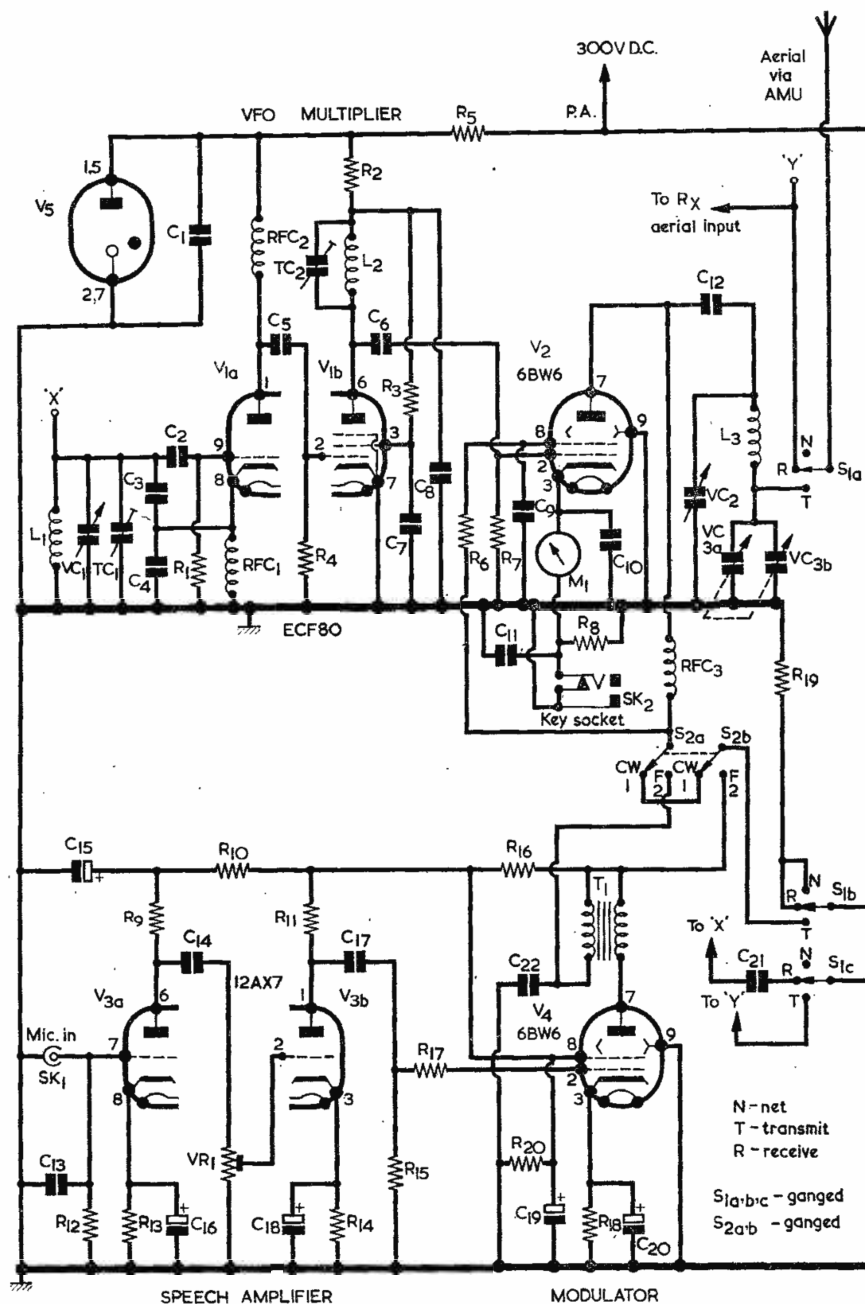 300V D.C.
Aerial
via
AMU
VFO
MULTIPLIER
R5
P.A.
'Y'
To RX
aerial input
1,5
V5
2,7
C1
RFC2
R2
TC2
L2
C12
C5
C6
V1a
1
V1b
6
R3
V2
6BW6
7
'X'
C2
9
8
2
3
7
8
2
3
9
L3
N
R
S1a
T
C3
C8
C9
VC2
L1
VC1
TC1
C4
R1
RFC1
R4
C7
R6
R7
C10
M1
VC
3a
VC3b
ECF80
C11
R8
RFC3
R19
SK2
Key socket
S2a
S2b
CW
1
F
2
CW
1
F
2
C15
+
R10
R16
R9
R11
T1
N
R
S1b
T
To 'X'
C14
C17
C22
C21
N
R
S1c
T
To 'Y'
12AX7
V3a
6
1
V3b
V4
6BW6
7
Mic. in
SK1
7
8
2
3
R17
8
2
3
9
N-net
T-transmit
R-receive
C13
VR1
R15
R20
S1a,b,c-ganged
S2a,b-ganged
R12
R13
+
C16
C18
+
R14
C19
+
R18
+
C20
SPEECH AMPLIFIER
MODULATOR